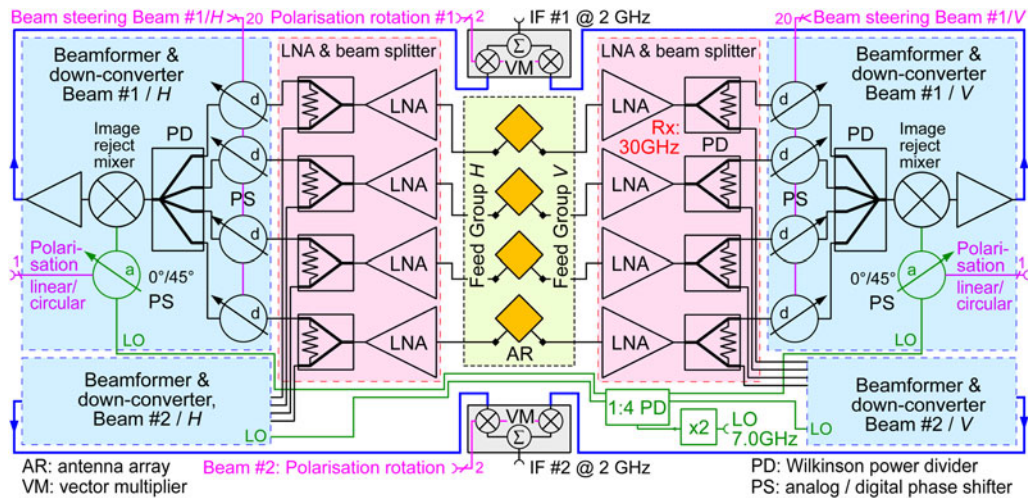 Beam steering Beam #1/H 20 Polarisation rotation #1 2 IF #1 @ 2 GHz 20 Beam steering Beam #1/V
Beamformer &
down-converter
Beam #1 / H
LNA & beam splitter
Σ
VM
LNA & beam splitter
Beamformer &
down-converter
Beam #1 / V
Image
reject
mixer
PD
d
d
d
d
PS
LNA
LNA
LNA
LNA
Feed Group H
Feed Group V
AR
LNA
LNA
LNA
LNA
Rx:
30GHz
PD
d
d
d
d
PS
PD
Image
reject
mixer
Polari-
sation
1
linear/
circular
a
0°/45°
PS
LO
0°/45°
PS
a
LO
Polari-
sation
1
linear/
circular
Beamformer &
down-converter,
Beam #2 / H
LO
VM
Σ
1:4 PD
x2
LO
7.0GHz
LO
Beamformer &
down-converter
Beam #2 / V
Beam #2: Polarisation rotation 2 IF #2 @ 2 GHz
AR: antenna array
VM: vector multiplier
PD: Wilkinson power divider
PS: analog / digital phase shifter